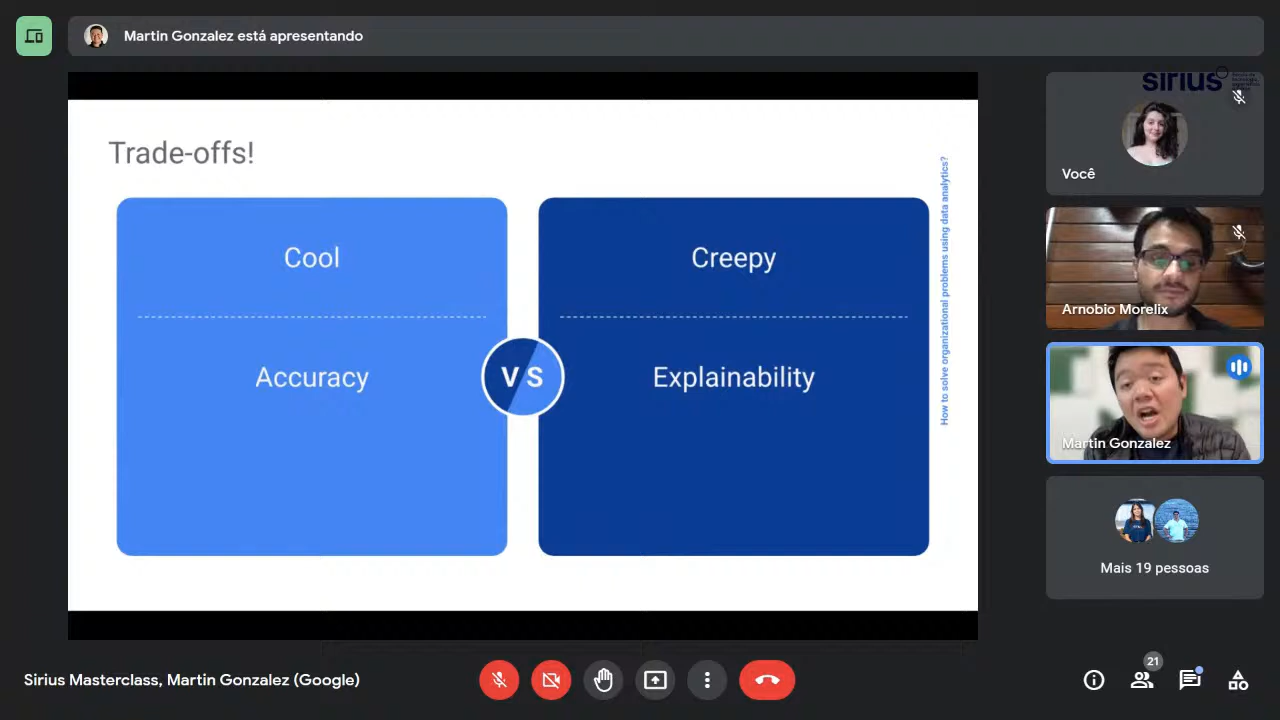 Martin Gonzalez está apresentando
Trade-offs!
Cool
Accuracy
VS
Creepy
Explainability
How to solve organizational problems using data analytics?
sirius
Você
Arnobio Morelix
Martin Gonzalez
Mais 19 pessoas
Sirius Masterclass, Martin Gonzalez (Google)
21